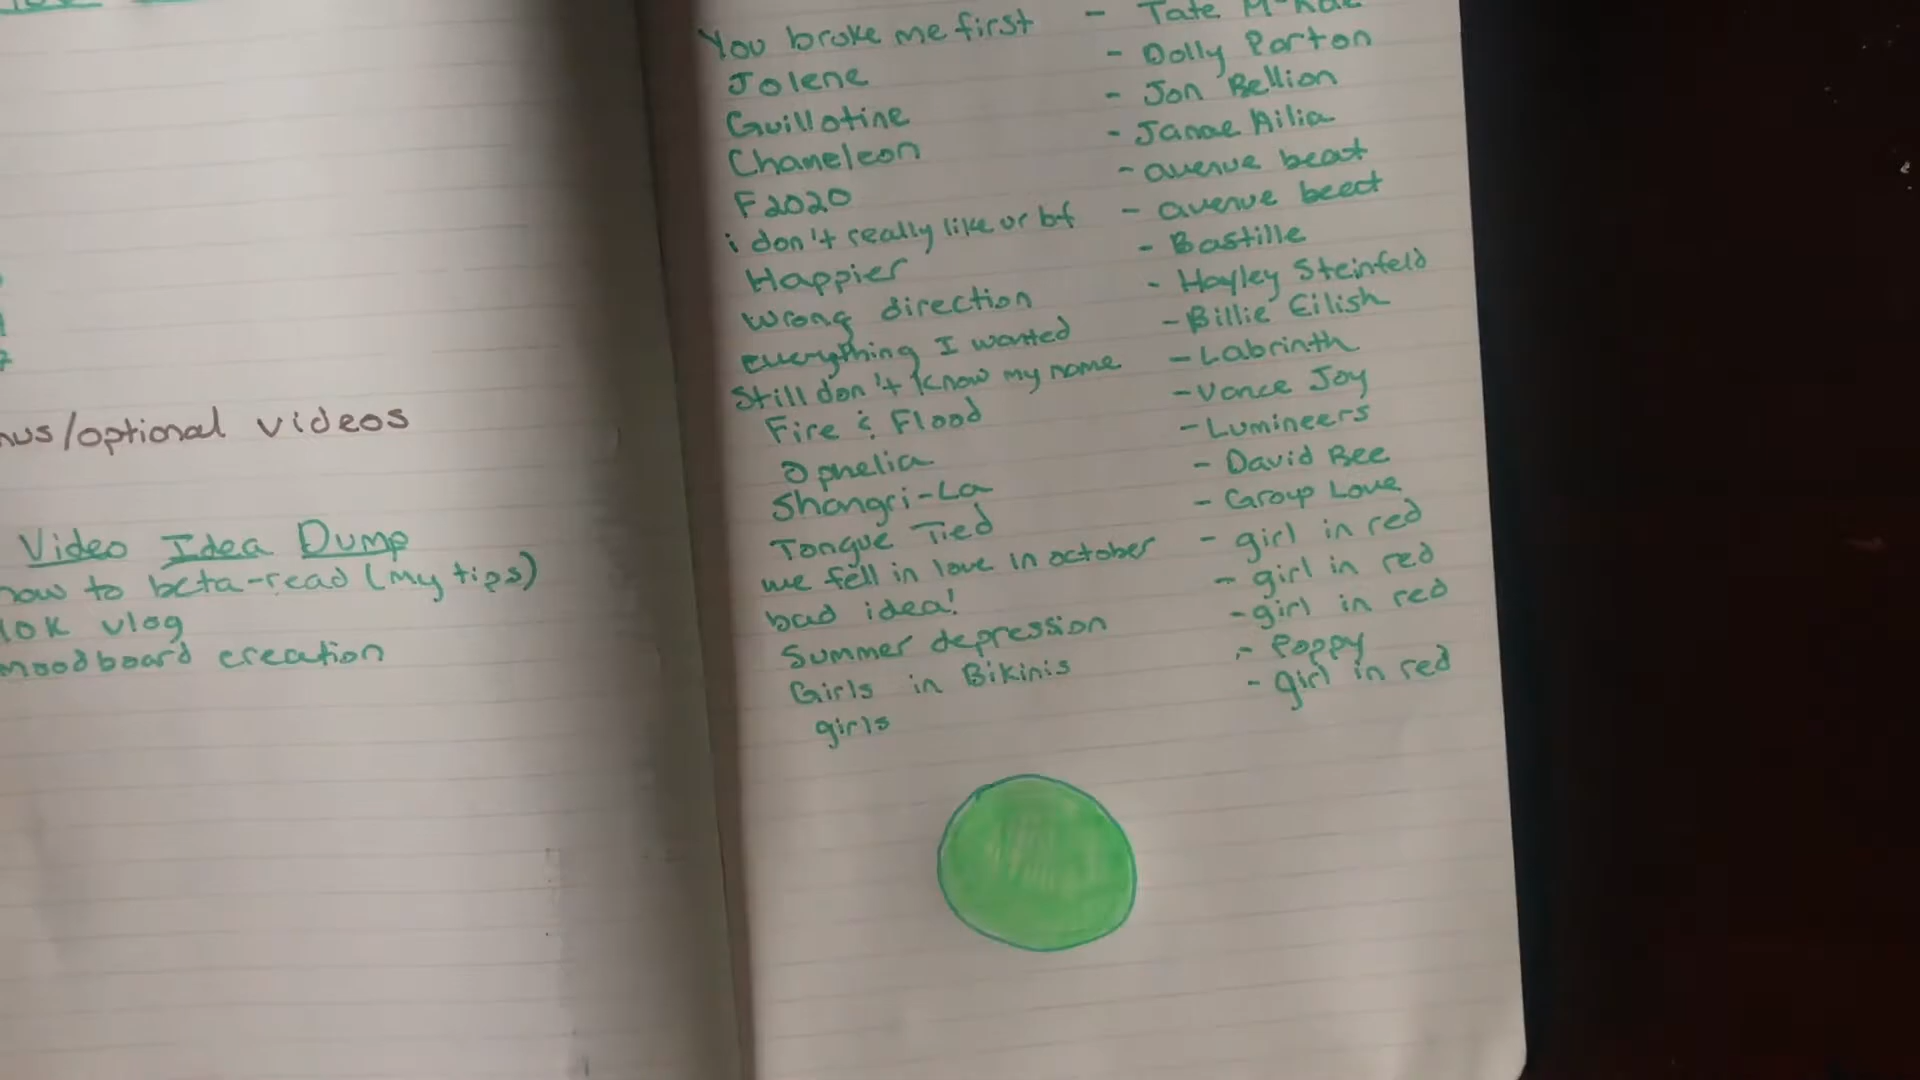 nus/optional videos
Video Idea Dump
how to beta-read (my tips)
10K vlog
moodboard creation
You broke me first - Tate McRae
Jolene - Dolly Parton
Guillotine - Jon Bellion
Chameleon - Janae Ailia
F2020 - avenue beat
i don't really like ur bf - avenue beat
Happier - Bastille
Wrong direction - Hayley Steinfeld
everything I wanted - Billie Eilish
Still don't know my name - Labrinth
Fire & Flood - Vance Joy
Ophelia - Lumineers
Shangri-La - David Bee
Tongue Tied - Group Love
we fell in love in october - girl in red
bad idea! - girl in red
Summer depression - girl in red
Girls in Bikinis - Poppy
girls - girl in red